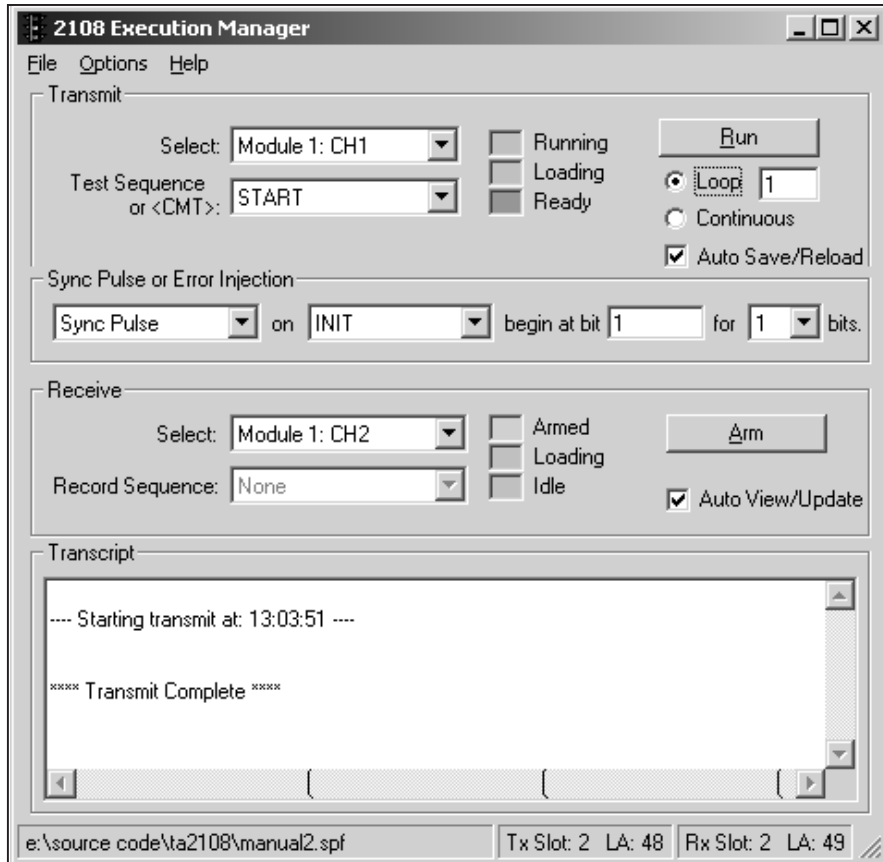 2108 Execution Manager
File Options Help
Transmit
Select: Module 1: CH1
Running
Run
Loading
Loop 1
Test Sequence
or <CMT>: START
Ready
Continuous
Auto Save/Reload
Sync Pulse or Error Injection
Sync Pulse on INIT begin at bit 1 for 1 bits.
Receive
Select: Module 1: CH2
Armed
Arm
Loading
Record Sequence: None
Idle
Auto View/Update
Transcript
---- Starting transmit at: 13:03:51 ----
**** Transmit Complete ****
e:\source code\ta2108\manual2.spf Tx Slot: 2 LA: 48 Rx Slot: 2 LA: 49